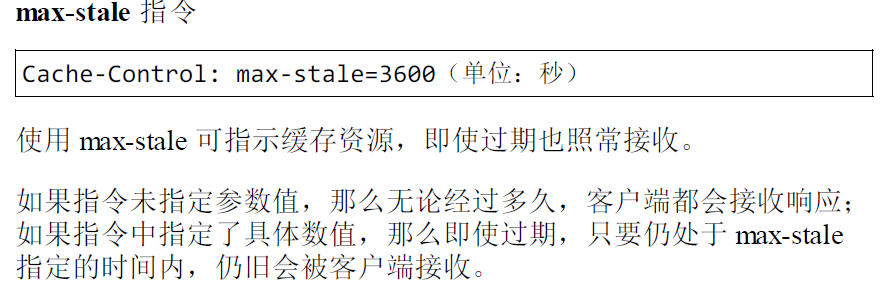 max-stale 指令
Cache-Control: max-stale=3600（单位：秒）
使用 max-stale 可指示缓存资源，即使过期也照常接收。
如果指令未指定参数值，那么无论经过多久，客户端都会接收响应；
如果指令中指定了具体数值，那么即使过期，只要仍处于 max-stale
指定的时间内，仍旧会被客户端接收。